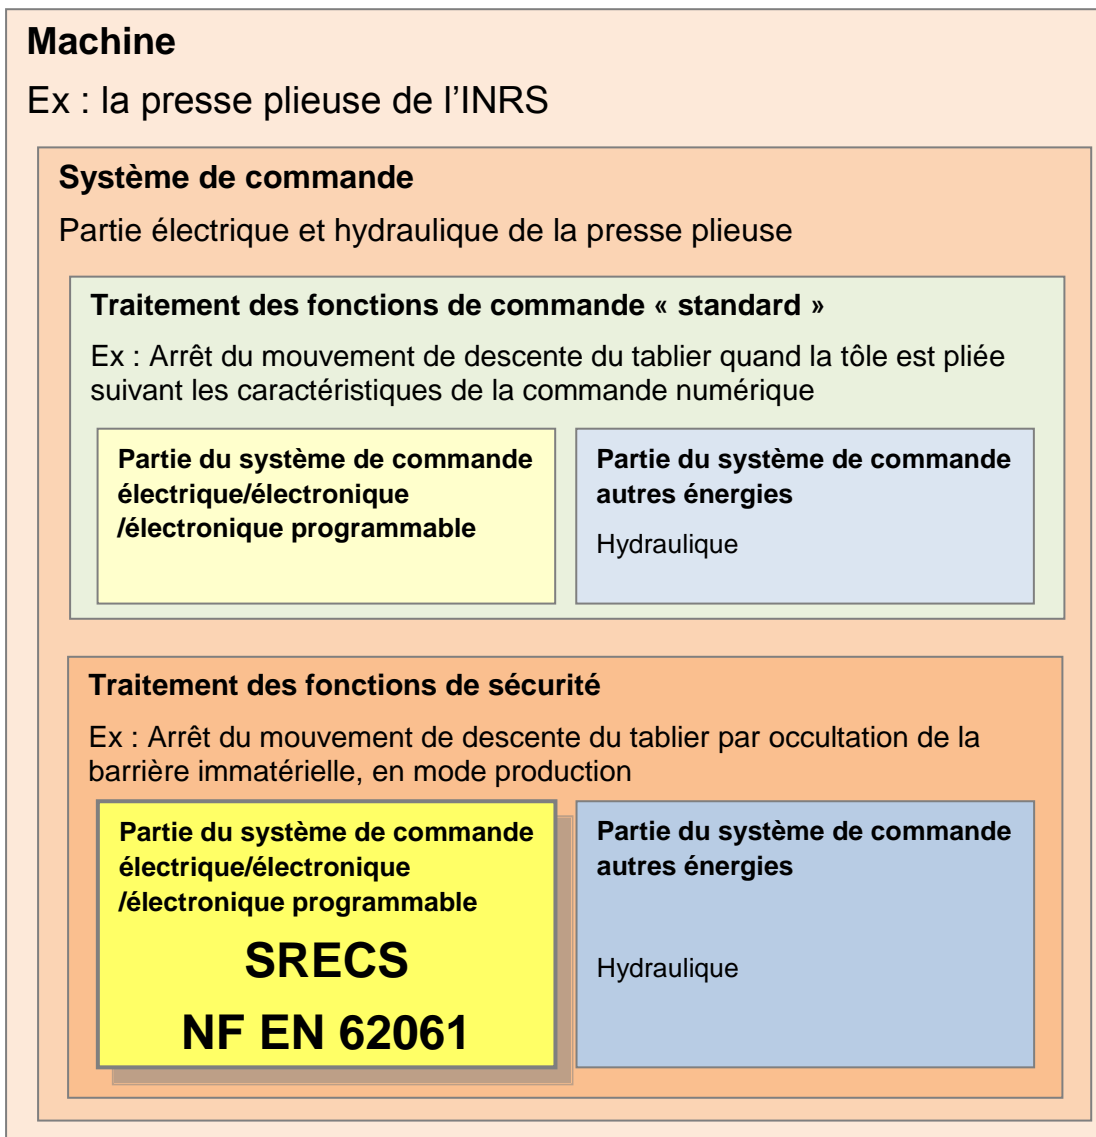 Machine
Ex : la presse plieuse de l’INRS
Système de commande
Partie électrique et hydraulique de la presse plieuse
Traitement des fonctions de commande « standard »
Ex : Arrêt du mouvement de descente du tablier quand la tôle est pliée
suivant les caractéristiques de la commande numérique
Partie du système de commande
électrique/électronique
/électronique programmable
Partie du système de commande
autres énergies
Hydraulique
Traitement des fonctions de sécurité
Ex : Arrêt du mouvement de descente du tablier par occultation de la
barrière immatérielle, en mode production
Partie du système de commande
électrique/électronique
/électronique programmable
SRECS
NF EN 62061
Partie du système de commande
autres énergies
Hydraulique